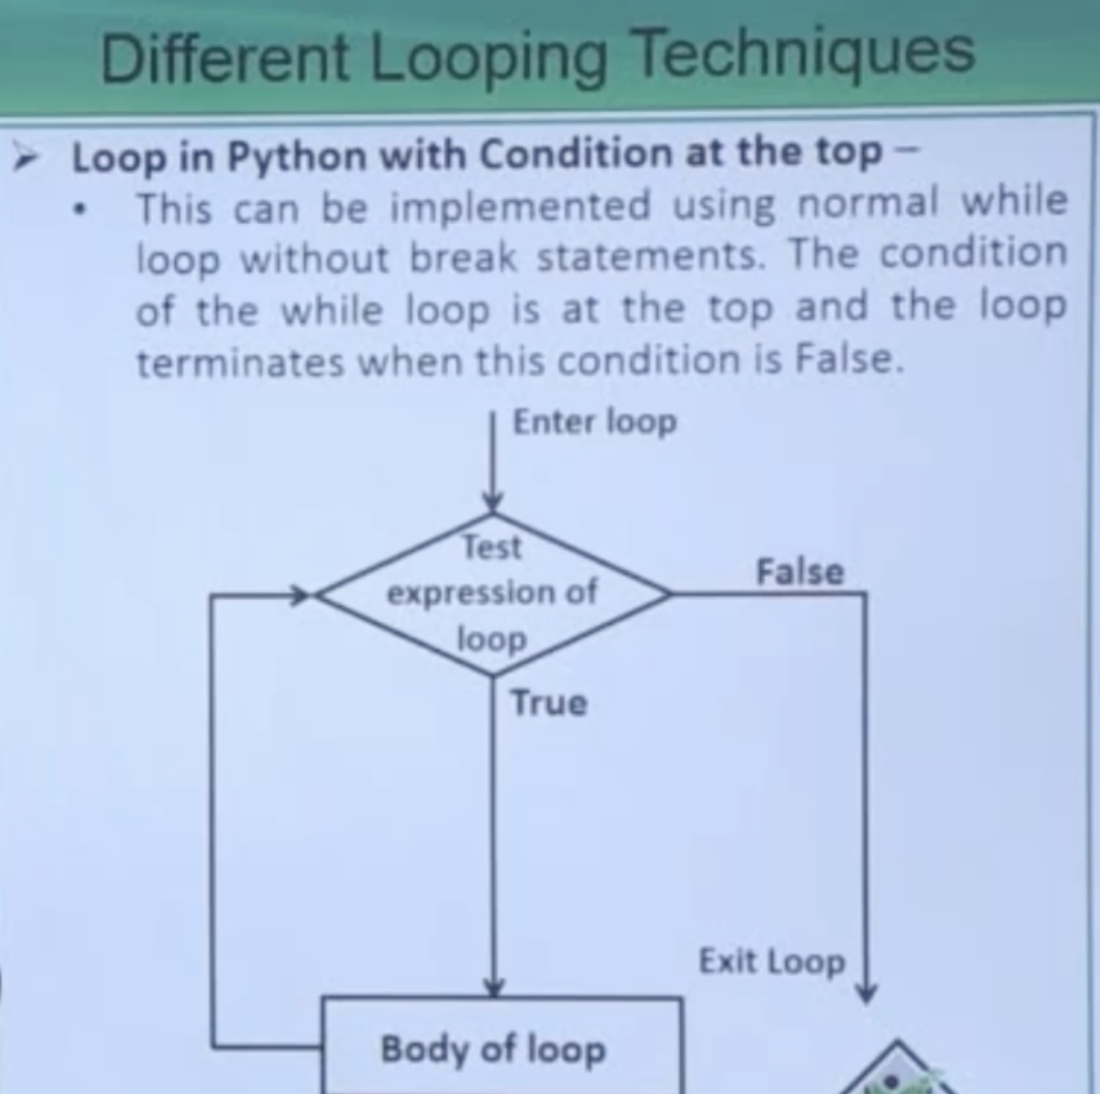 Different Looping Techniques
➢ Loop in Python with Condition at the top –
• This can be implemented using normal while
loop without break statements. The condition
of the while loop is at the top and the loop
terminates when this condition is False.
Enter loop
Test
expression of
loop
False
True
Exit Loop
Body of loop